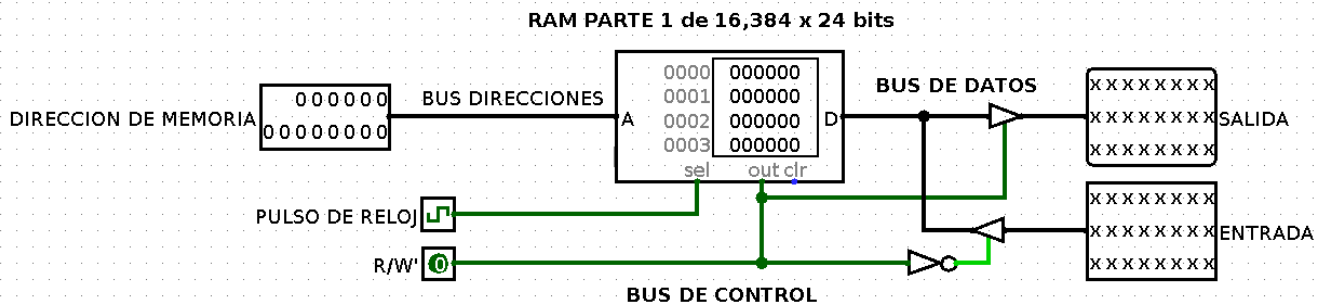 RAM PARTE 1 de 16,384 x 24 bits
DIRECCION DE MEMORIA
000000
00000000
BUS DIRECCIONES
A
0000 000000
0001 000000
0002 000000
0003 000000
D
sel
out
clr
BUS DE DATOS
xxxxxxxx
xxxxxxxx
xxxxxxxx
SALIDA
PULSO DE RELOJ
R/W'
0
xxxxxxxx
xxxxxxxx
xxxxxxxx
ENTRADA
BUS DE CONTROL